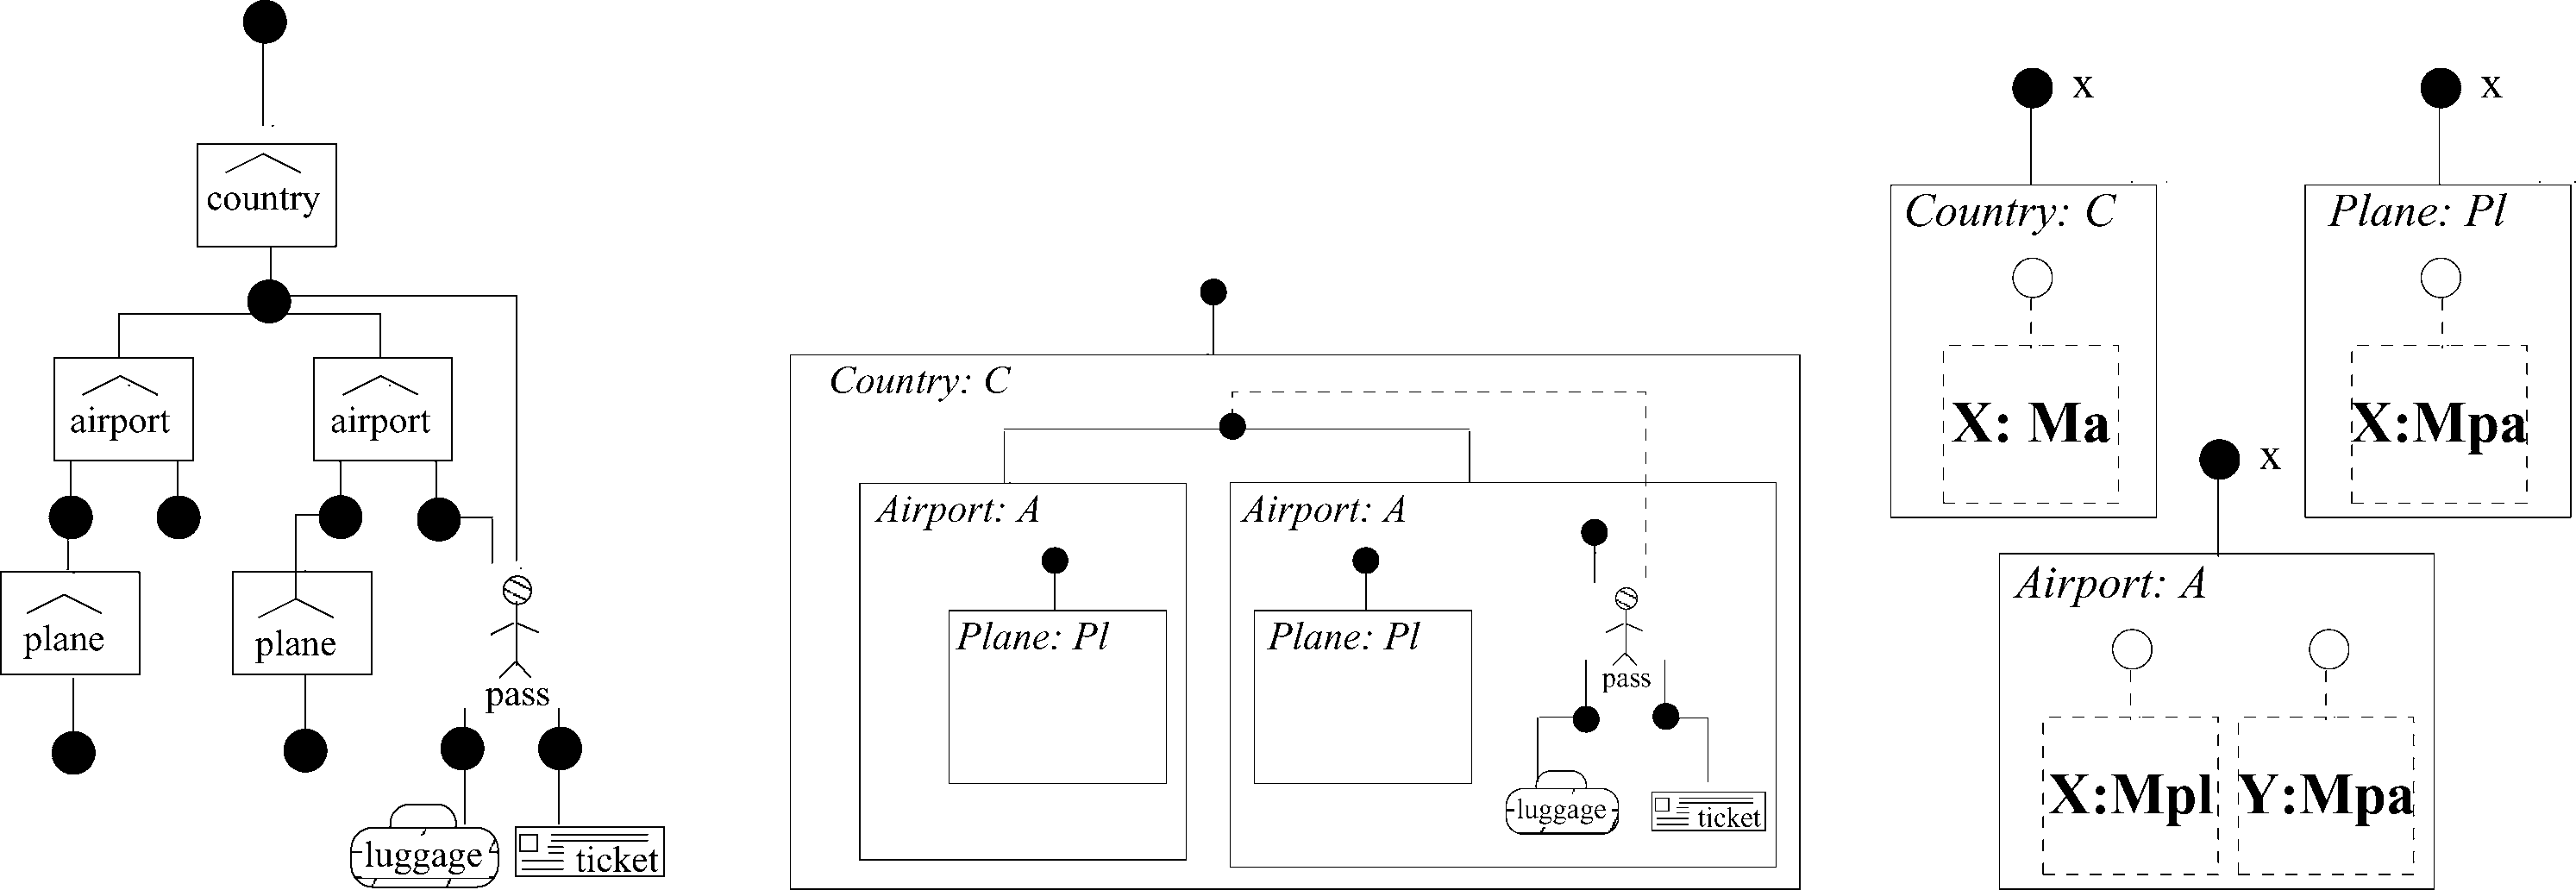 country
airport
airport
plane
plane
pass
luggage
ticket
Country: C
Airport: A
Airport: A
Plane: Pl
Plane: Pl
pass
luggage
ticket
x
Country: C
X: Ma
x
Plane: Pl
X:Mpa
x
Airport: A
X:Mpl
Y:Mpa